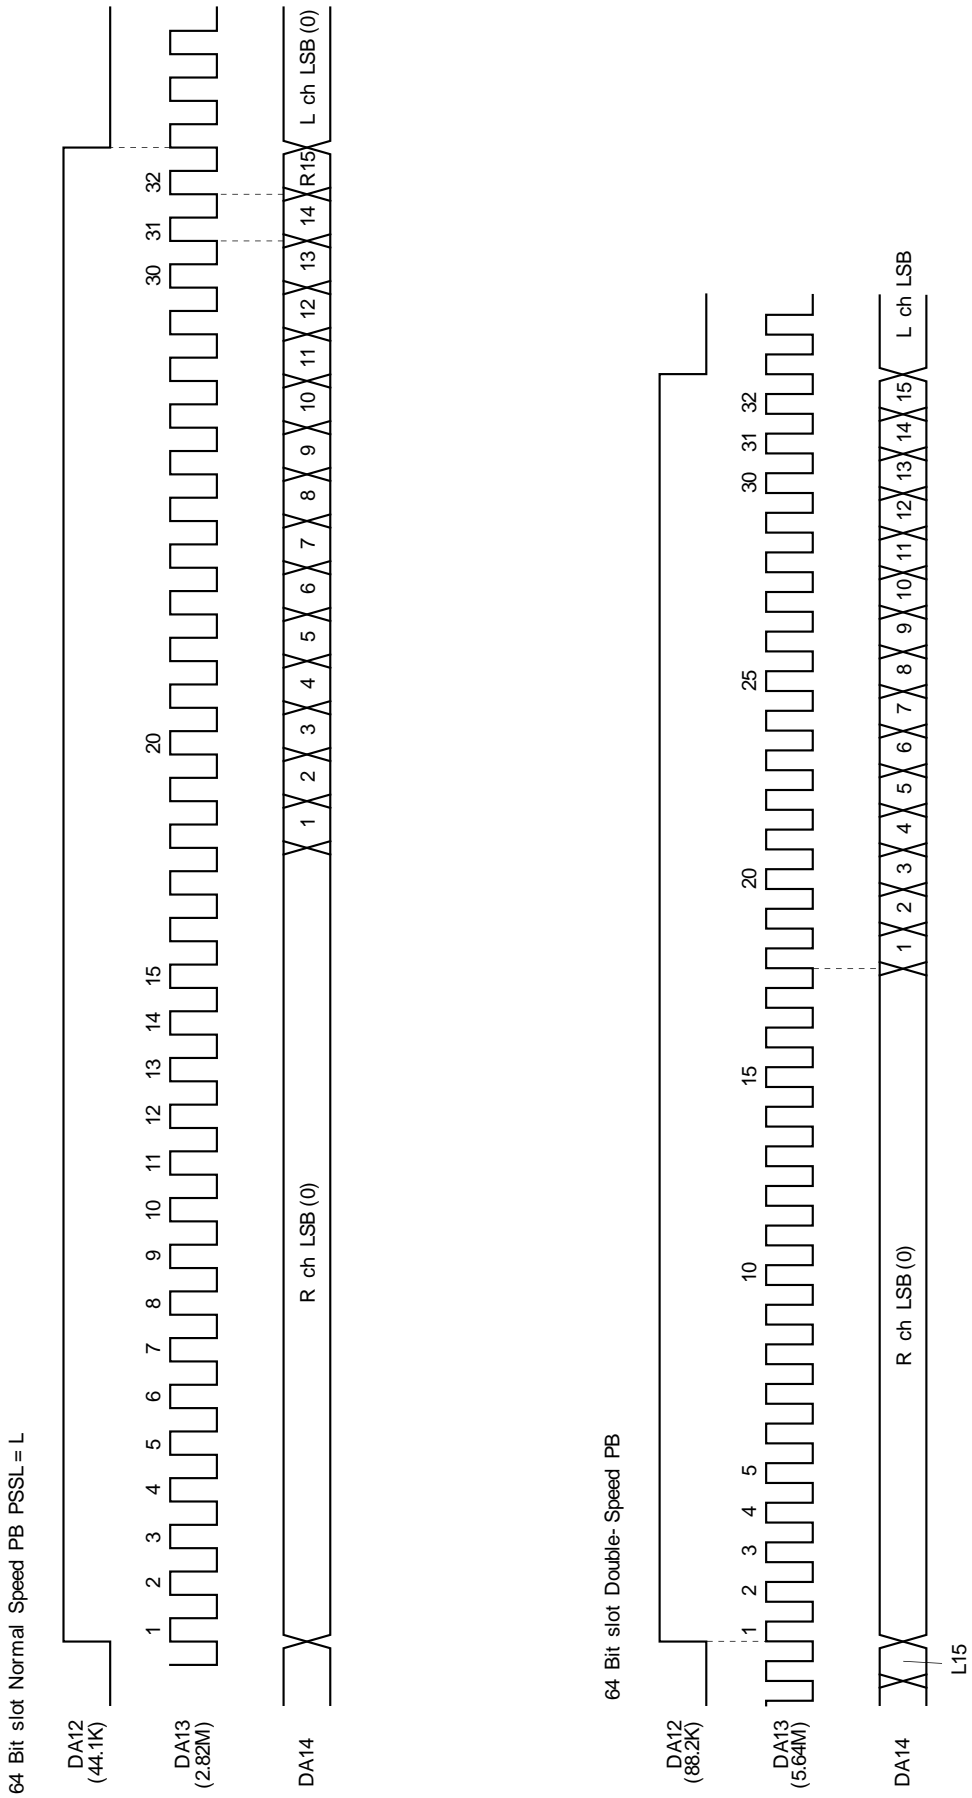 64 Bit slot Normal Speed PB PSSL = L
DA12
(44.1K)
DA13
(2.82M)
1 2 3 4 5 6 7 8 9 10 11 12 13 14 15 20 30 31 32
DA14
R ch LSB (0) 1 2 3 4 5 6 7 8 9 10 11 12 13 14 R15 L ch LSB (0)
64 Bit slot Double- Speed PB
DA12
(88.2K)
DA13
(5.64M)
1 2 3 4 5 10 15 20 25 30 31 32
DA14
R ch LSB (0) 1 2 3 4 5 6 7 8 9 10 11 12 13 14 15 L ch LSB
L15